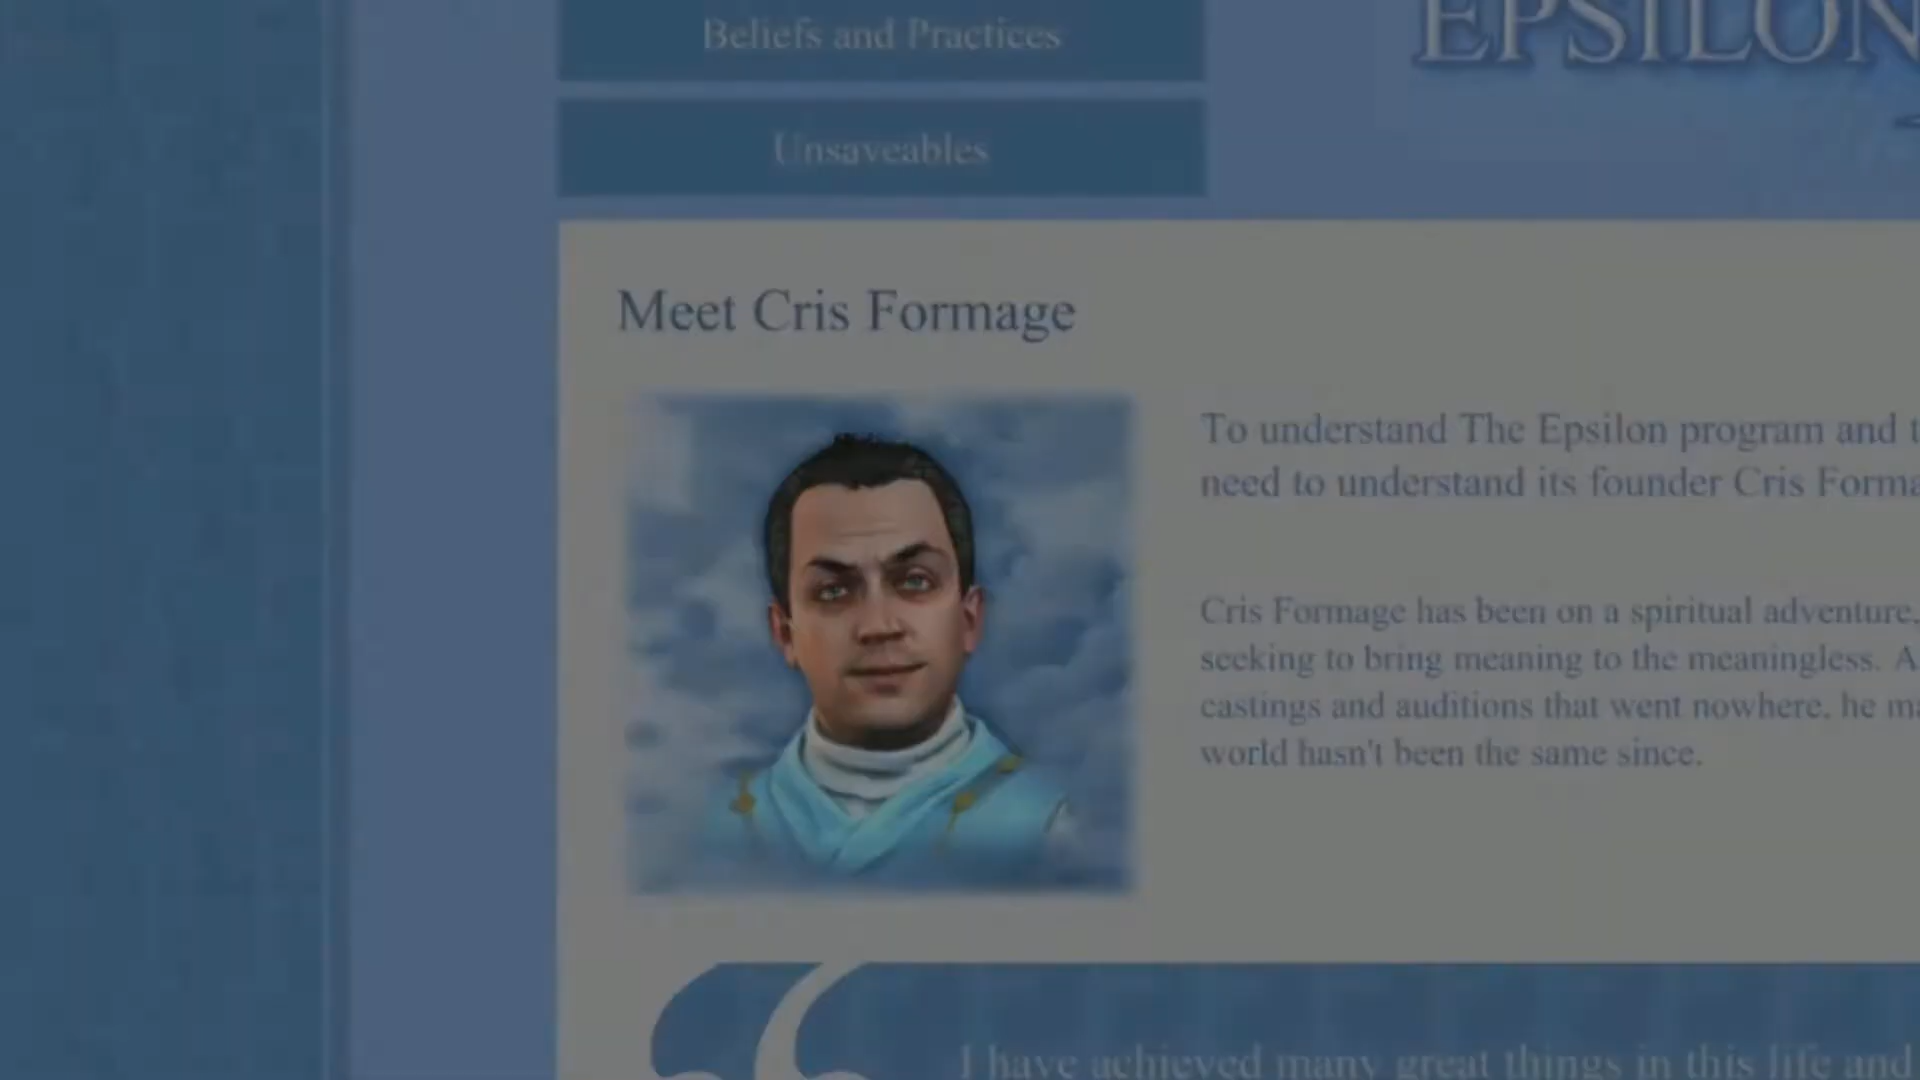 Beliefs and Practices
EPSILON
Unsaveables
Meet Cris Formage
To understand The Epsilon program and
need to understand its founder Cris Forma
Cris Formage has been on a spiritual adventure,
seeking to bring meaning to the meaningless. A
castings and auditions that went nowhere, he ma
world hasn't been the same since.
I have achieved many great things in this life and